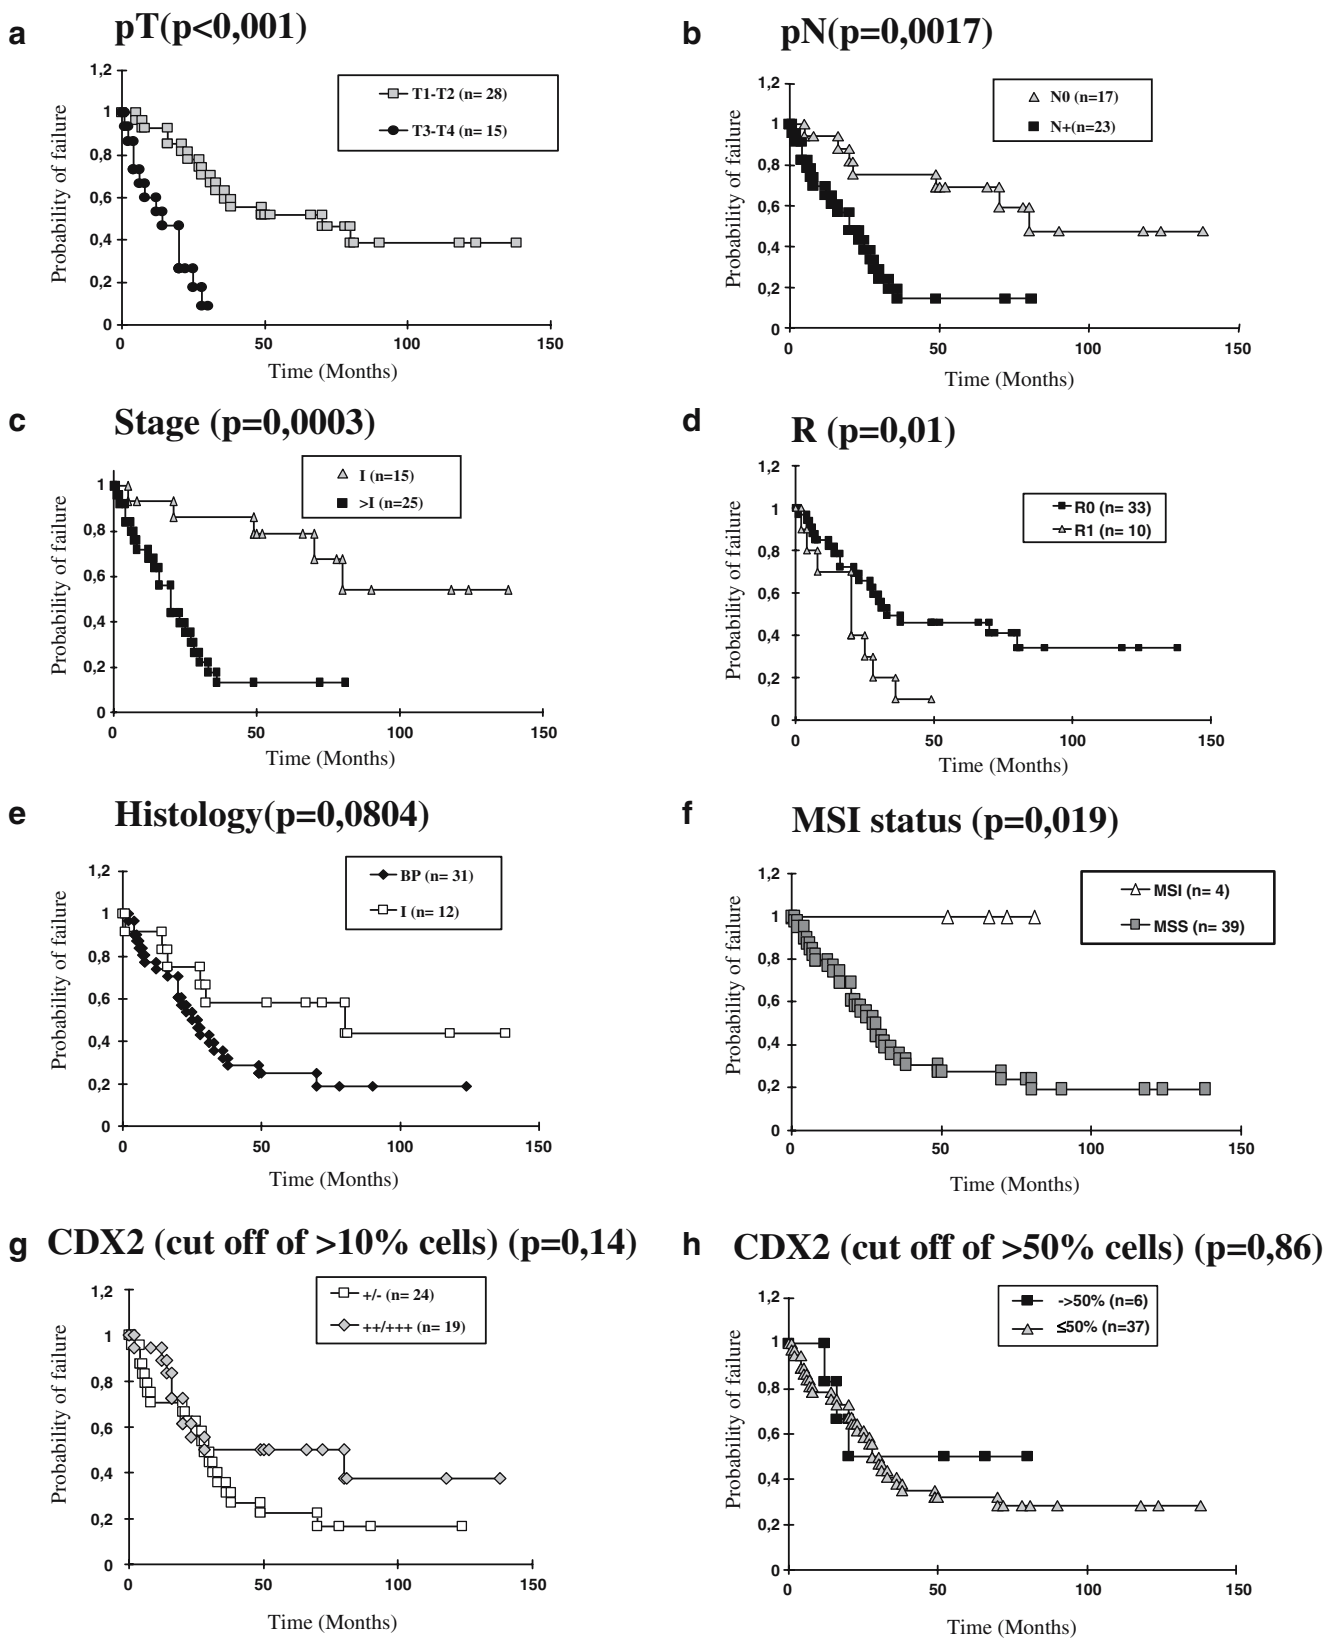 a pT(p<0,001)
Probability of failure
1,2
1
0,8
0,6
0,4
0,2
0
T1-T2 (n= 28)
T3-T4 (n= 15)
0 50 100 150
Time (Months)
b pN(p=0,0017)
Probability of failure
1,2
1
0,8
0,6
0,4
0,2
0
N0 (n=17)
N+(n=23)
0 50 100 150
Time (Months)
c Stage (p=0,0003)
Probability of failure
1
0,8
0,6
0,4
0,2
0
I (n=15)
>I (n=25)
0 50 100 150
Time (Months)
d R (p=0,01)
Probability of failure
1,2
1
0,8
0,6
0,4
0,2
0
R0 (n= 33)
R1 (n= 10)
0 50 100 150
Time (Months)
e Histology(p=0,0804)
Probability of failure
1,2
1
0,8
0,6
0,4
0,2
0
BP (n= 31)
I (n= 12)
0 50 100 150
Time (Months)
f MSI status (p=0,019)
Probability of failure
1,2
1
0,8
0,6
0,4
0,2
0
MSI (n= 4)
MSS (n= 39)
0 50 100 150
Time (Months)
g CDX2 (cut off of >10% cells) (p=0,14)
Probability of failure
1,2
1
0,8
0,6
0,4
0,2
0
+/- (n= 24)
++/+++ (n= 19)
0 50 100 150
Time (Months)
h CDX2 (cut off of >50% cells) (p=0,86)
Probability of failure
1,2
1
0,8
0,6
0,4
0,2
0
->50% (n=6)
≤50% (n=37)
0 50 100 150
Time (Months)